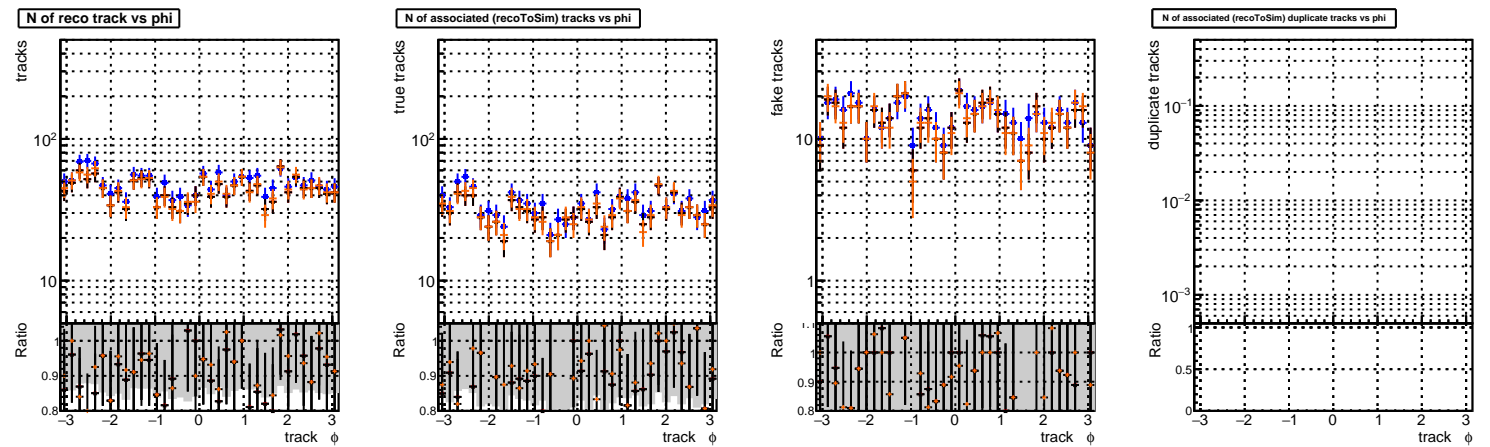 N of reco track vs phi
tracks
10²
10
Ratio
1
0.9
0.8
−3 −2 −1 0 1 2 3
track φ
N of associated (recoToSim) tracks vs phi
true tracks
10²
10
Ratio
1
0.9
0.8
−3 −2 −1 0 1 2 3
track φ
fake tracks
10
1
Ratio
1.1
1
0.9
0.8
−3 −2 −1 0 1 2 3
track φ
N of associated (recoToSim) duplicate tracks vs phi
duplicate tracks
10⁻¹
10⁻²
10⁻³
Ratio
1
0.5
0
−3 −2 −1 0 1 2 3
track φ